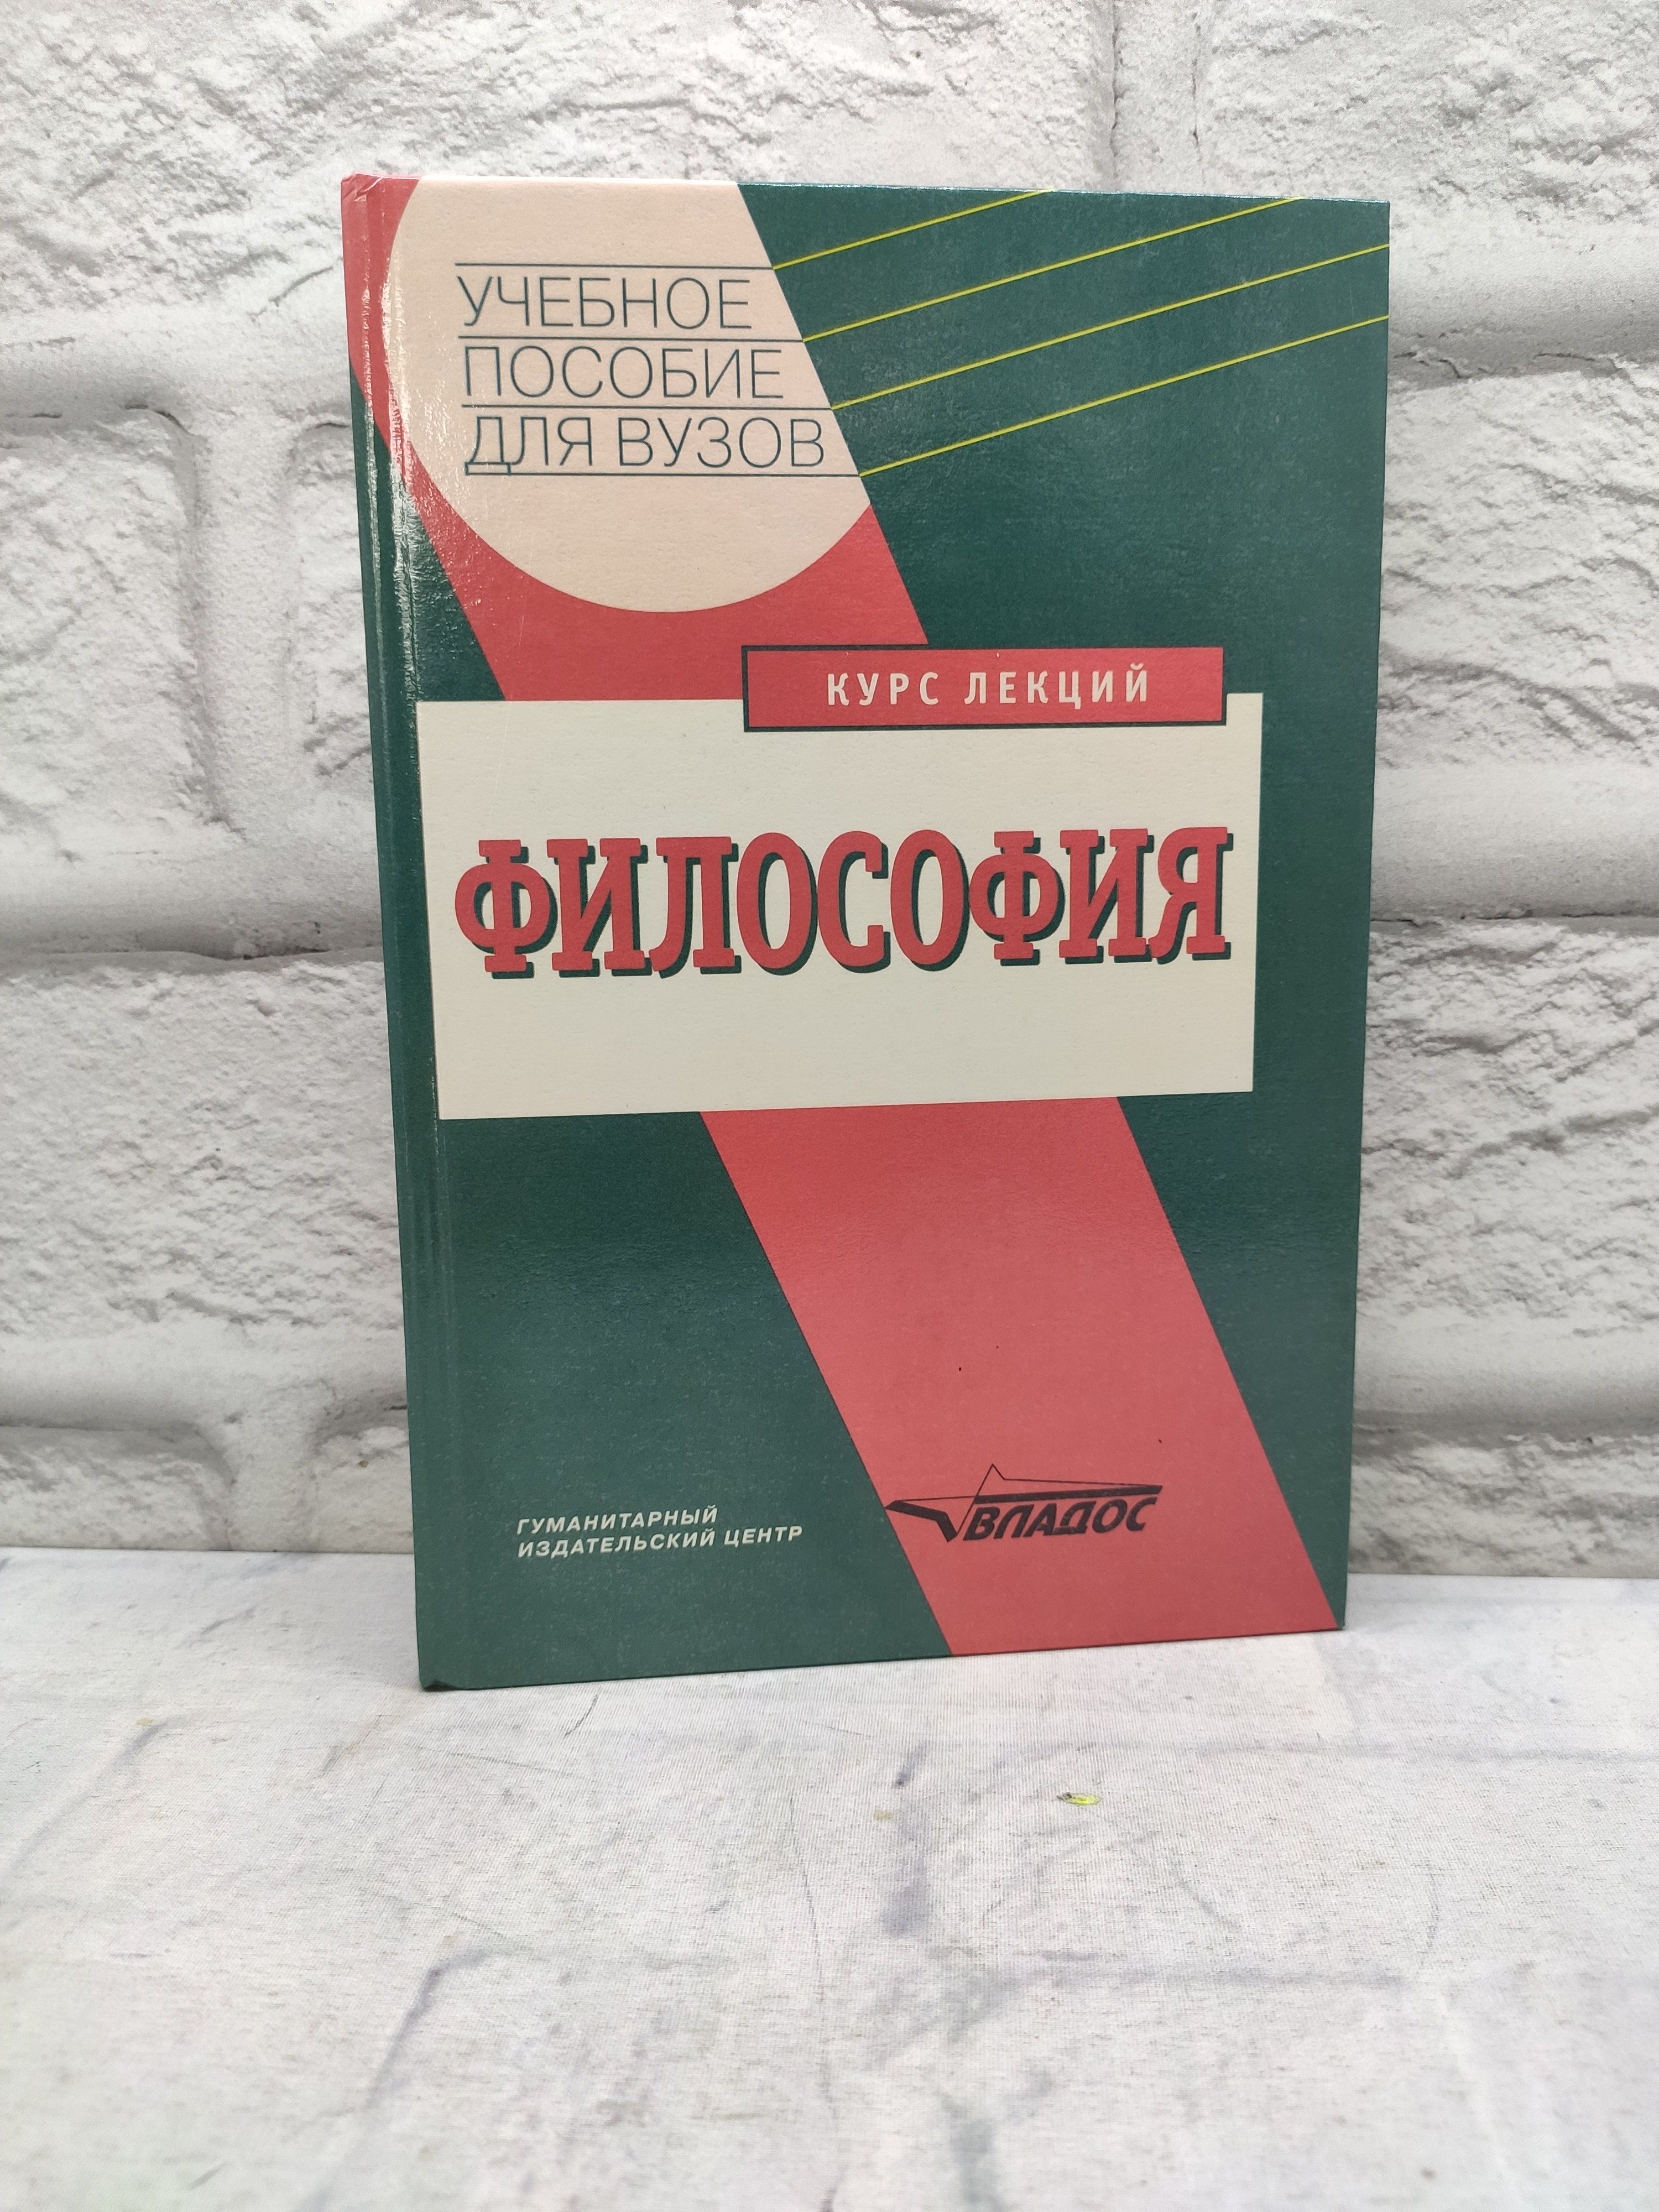 УЧЕБНОЕ
ПОСОБИЕ
ДЛЯ ВУЗОВ
КУРС ЛЕКЦИЙ
ФИЛОСОФИЯ
ГУМАНИТАРНЫЙ
ИЗДАТЕЛЬСКИЙ ЦЕНТР
ВЛАДОС